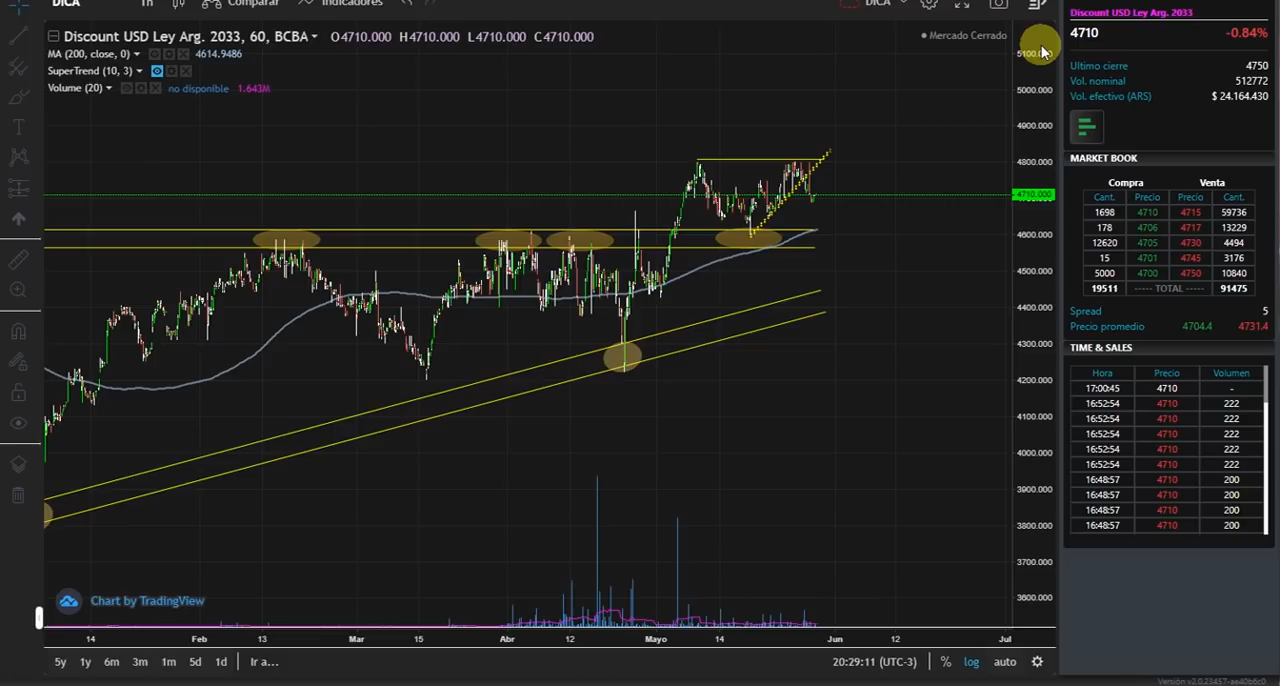 DICA 1h Comparar Indicadores DICA
Discount USD Ley Arg. 2033, 60, BCBA O4710.000 H4710.000 L4710.000 C4710.000
Mercado Cerrado
MA (200, close, 0) 4614.9486
SuperTrend (10, 3)
Volume (20) no disponible 1.643M
5100.000
5000.000
4900.000
4800.000
4710.000
4600.000
4500.000
4400.000
4300.000
4200.000
4100.000
4000.000
3900.000
3800.000
3700.000
3600.000
Chart by TradingView
14 Feb 13 Mar 15 Abr 12 Mayo 14 Jun 12 Jul
5y 1y 6m 3m 1m 5d 1d Ir a... 20:29:11 (UTC-3) % log auto
Discount USD Ley Arg. 2033
4710 -0.84%
Ultimo cierre 4750
Vol. nominal 512772
Vol. efectivo (ARS) $ 24.164.430
MARKET BOOK
Compra Venta
Cant. Precio Precio Cant.
1698 4710 4715 59736
178 4706 4717 13229
12620 4705 4730 4494
15 4701 4745 3176
5000 4700 4750 10840
19511 ----- TOTAL ----- 91475
Spread 5
Precio promedio 4704.4 4731.4
TIME & SALES
Hora Precio Volumen
17:00:45 4710 -
16:52:54 4710 222
16:52:54 4710 222
16:52:54 4710 222
16:52:54 4710 222
16:52:54 4710 222
16:48:57 4710 200
16:48:57 4710 200
16:48:57 4710 200
16:48:57 4710 200
Versión v2.0.23457-ae40b6c0